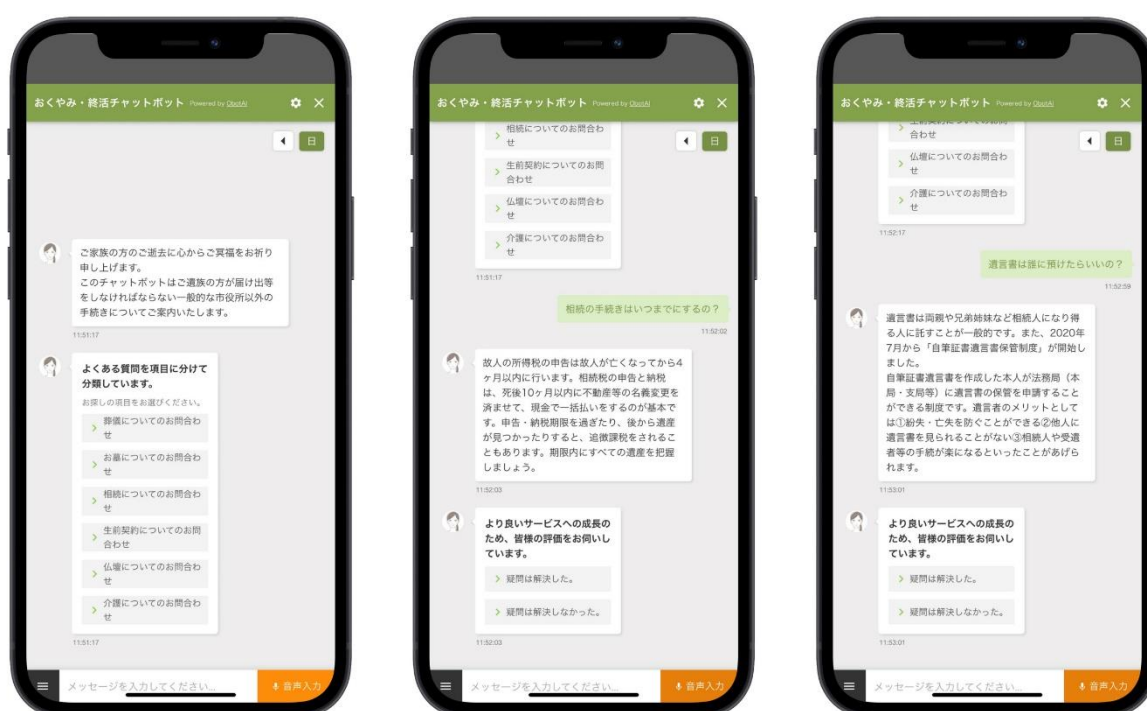 おくやみ・終活チャットボット Powered by ObotAI
日
ご家族の方のご逝去に心からご冥福をお祈り
申し上げます。
このチャットボットはご遺族の方が届け出等
をしなければならない一般的な市役所以外の
手続きについてご案内いたします。
11:51:17
よくある質問を項目に分けて
分類しています。
お探しの項目をお選びください。
葬儀についてのお問合わ
せ
お墓についてのお問合わ
せ
相続についてのお問合わ
せ
生前契約についてのお問
合わせ
仏壇についてのお問合わ
せ
介護についてのお問合わ
せ
11:51:17
メッセージを入力してください...
音声入力
おくやみ・終活チャットボット Powered by ObotAI
日
相続についてのお問合わ
せ
生前契約についてのお問
合わせ
仏壇についてのお問合わ
せ
介護についてのお問合わ
せ
11:51:17
相続の手続きはいつまでにするの？
11:52:02
故人の所得税の申告は故人が亡くなってから4
ヶ月以内に行います。相続税の申告と納税
は、死後10ヶ月以内に不動産等の名義変更を
済ませて、現金で一括払いをするのが基本で
す。申告・納税期限を過ぎたり、後から遺産
が見つかったりすると、追徴課税をされるこ
ともあります。期限内にすべての遺産を把握
しましょう。
11:52:03
より良いサービスへの成長の
ため、皆様の評価をお伺いし
ています。
疑問は解決した。
疑問は解決しなかった。
11:52:03
メッセージを入力してください...
音声入力
おくやみ・終活チャットボット Powered by ObotAI
日
生前契約についてのお問
合わせ
仏壇についてのお問合わ
せ
介護についてのお問合わ
せ
11:52:17
遺言書は誰に預けたらいいの？
11:52:59
遺言書は両親や兄弟姉妹など相続人になり得
る人に託すことが一般的です。また、2020年
7月から「自筆証書遺言書保管制度」が開始し
ました。
自筆証書遺言書を作成した本人が法務局（本
局・支局等）に遺言書の保管を申請すること
ができる制度です。遺言者のメリットとして
は①紛失・亡失を防ぐことができる②他人に
遺言書を見られることがない③相続人や受遺
者等の手続が楽になるといったことがあげら
れます。
11:53:01
より良いサービスへの成長の
ため、皆様の評価をお伺いし
ています。
疑問は解決した。
疑問は解決しなかった。
11:53:01
メッセージを入力してください...
音声入力